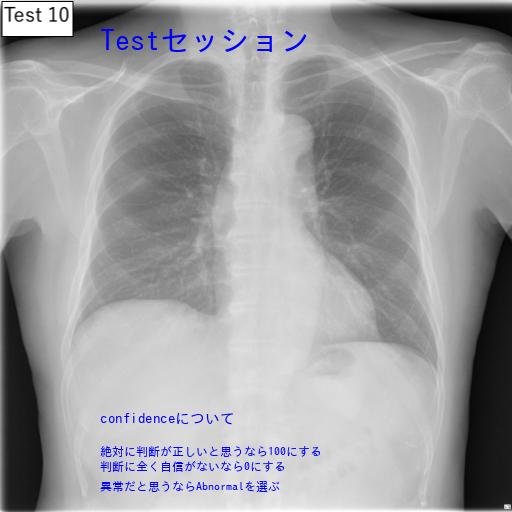 Test 10
Testセッション
confidenceについて
絶対に判断が正しいと思うなら100にする
判断に全く自信がないなら0にする
異常だと思うならAbnormalを選ぶ